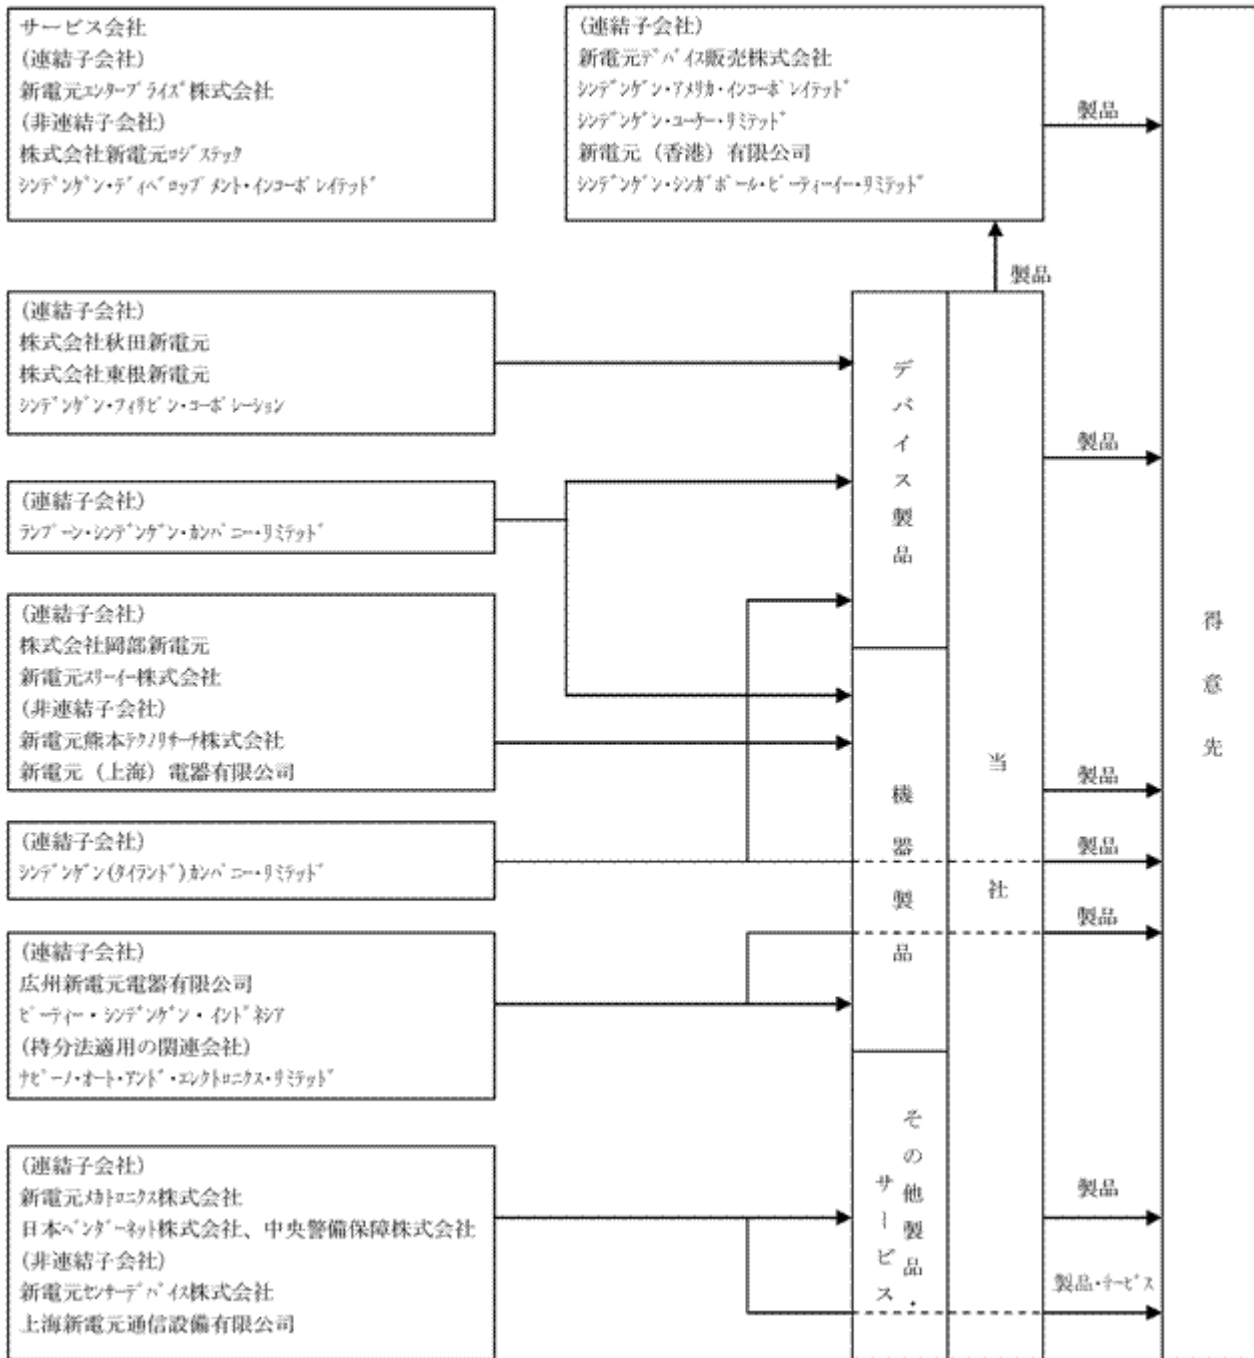 サービス会社
(連結子会社)
新電元ｴﾝﾀｰﾌﾟﾗｲｽﾞ株式会社
(非連結子会社)
株式会社新電元ﾛｼﾞｽﾃｯｸ
ｼﾝﾃﾞﾝｹﾞﾝ・ﾃﾞｨﾍﾞﾛｯﾌﾟﾒﾝﾄ・ｲﾝｺｰﾎﾟﾚｲﾃｯﾄﾞ
(連結子会社)
新電元ﾃﾞﾊﾞｲｽ販売株式会社
ｼﾝﾃﾞﾝｹﾞﾝ・ｱﾒﾘｶ・ｲﾝｺｰﾎﾟﾚｲﾃｯﾄﾞ
ｼﾝﾃﾞﾝｹﾞﾝ・ﾕｰｹｰ・ﾘﾐﾃｯﾄﾞ
新電元（香港）有限公司
ｼﾝﾃﾞﾝｹﾞﾝ・ｼﾝｶﾞﾎﾟｰﾙ・ﾋﾟｰﾃｨｰｲｰ・ﾘﾐﾃｯﾄﾞ
製品
製品
(連結子会社)
株式会社秋田新電元
株式会社東根新電元
ｼﾝﾃﾞﾝｹﾞﾝ・ﾌｨﾘﾋﾟﾝ・ｺｰﾎﾟﾚｰｼｮﾝ
(連結子会社)
ﾗﾝﾌﾟｰﾝ・ｼﾝﾃﾞﾝｹﾞﾝ・ｶﾝﾊﾟﾆｰ・ﾘﾐﾃｯﾄﾞ
(連結子会社)
株式会社岡部新電元
新電元ｽﾘｰｲｰ株式会社
(非連結子会社)
新電元熊本ﾃｸﾉﾘｻｰﾁ株式会社
新電元（上海）電器有限公司
(連結子会社)
ｼﾝﾃﾞﾝｹﾞﾝ(ﾀｲﾗﾝﾄﾞ)ｶﾝﾊﾟﾆｰ・ﾘﾐﾃｯﾄﾞ
(連結子会社)
広州新電元電器有限公司
ﾋﾟｰﾃｨｰ・ｼﾝﾃﾞﾝｹﾞﾝ・ｲﾝﾄﾞﾈｼｱ
(持分法適用の関連会社)
ﾅﾋﾟｰﾉ・ｵｰﾄ・ｱﾝﾄﾞ・ｴﾚｸﾄﾛﾆｸｽ・ﾘﾐﾃｯﾄﾞ
(連結子会社)
新電元ﾒｶﾄﾛﾆｸｽ株式会社
日本ﾍﾞﾝﾀﾞｰﾈｯﾄ株式会社、中央警備保障株式会社
(非連結子会社)
新電元ｾﾝｻｰﾃﾞﾊﾞｲｽ株式会社
上海新電元通信設備有限公司
デバイス製品
機器製品
その他製品・
サービス
当社
製品
製品
製品
製品
製品
製品・ｻｰﾋﾞｽ
得意先